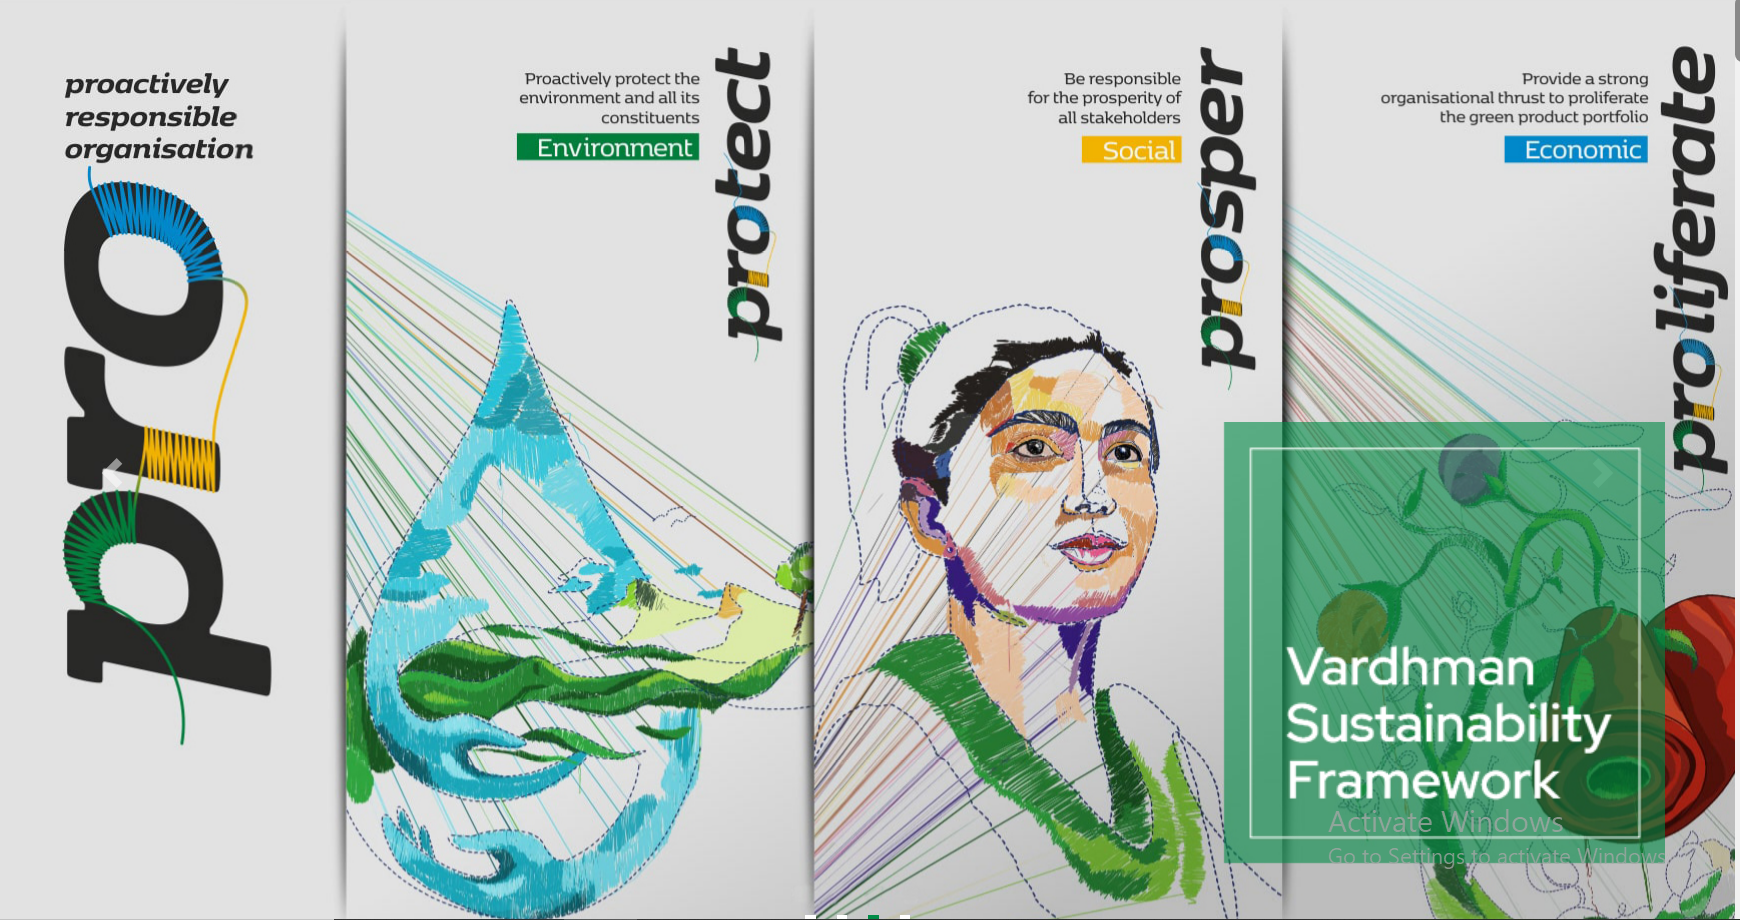 proactively
responsible
organisation
pro
Proactively protect the
environment and all its
constituents
Environment
protect
Be responsible
for the prosperity of
all stakeholders
Social
prosper
Provide a strong
organisational thrust to proliferate
the green product portfolio
Economic
proliferate
Vardhman
Sustainability
Framework
Activate Windows
Go to Settings to activate Windows